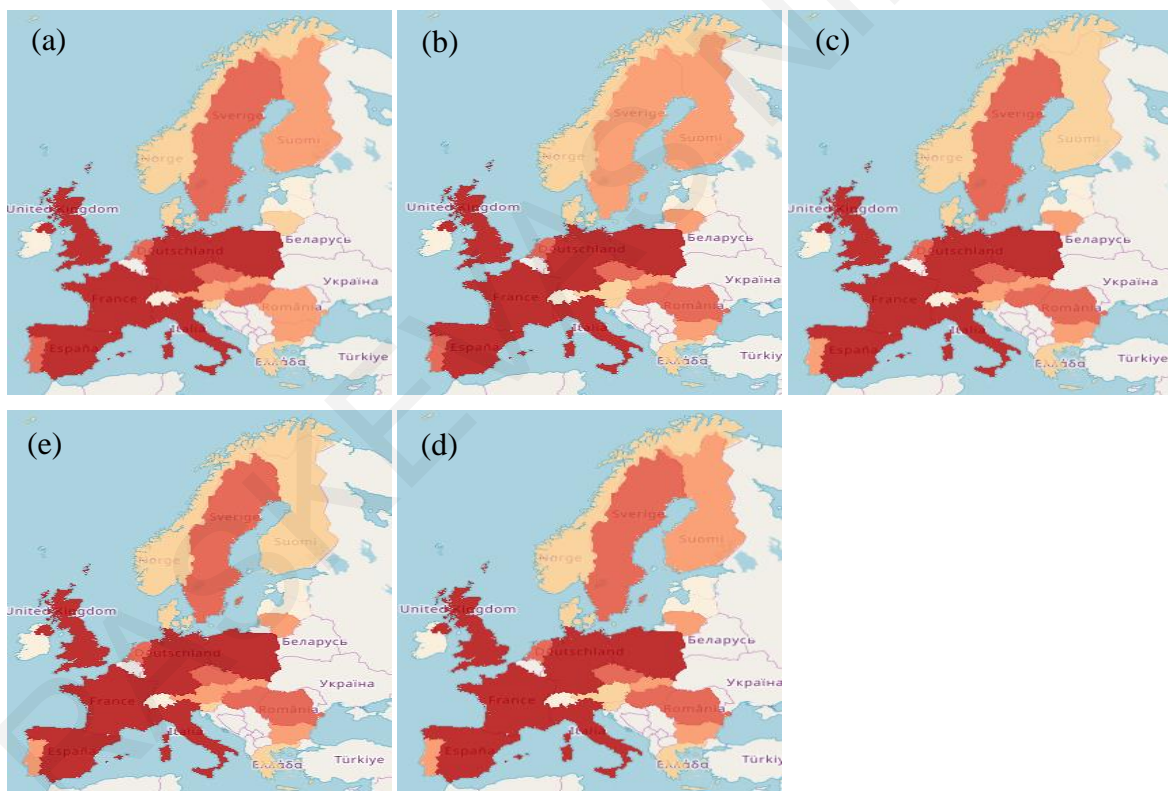 (a)
Sverige
Norge
Suomi
United Kingdom
Deutschland
Беларусь
Україна
France
România
Italia
España
Ελλάδα
Türkiye
(b)
Sverige
Norge
Suomi
United Kingdom
Deutschland
Беларусь
Україна
France
România
Italia
España
Ελλάδα
Türkiye
(c)
Sverige
Norge
Suomi
United Kingdom
Deutschland
Беларусь
Україна
France
România
Italia
España
Ελλάδα
Türkiye
(e)
Sverige
Norge
Suomi
United Kingdom
Deutschland
Беларусь
Україна
France
România
Italia
España
Ελλάδα
Türkiye
(d)
Sverige
Norge
Suomi
United Kingdom
Deutschland
Беларусь
Україна
France
România
Italia
España
Ελλάδα
Türkiye